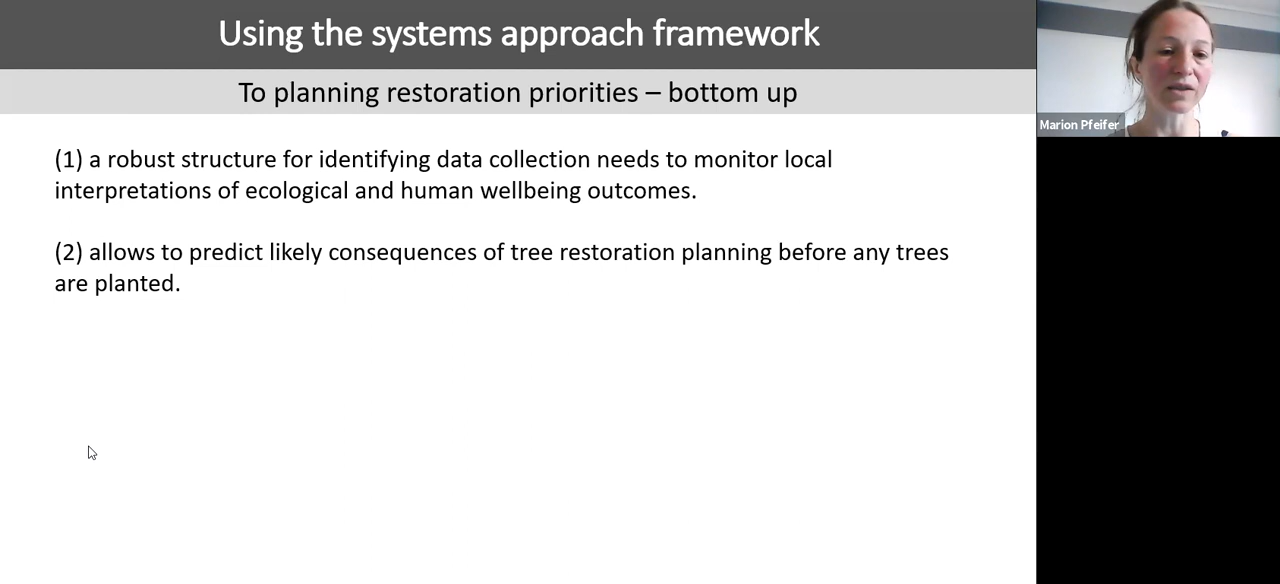 Using the systems approach framework
To planning restoration priorities – bottom up
Marion Pfeifer
(1) a robust structure for identifying data collection needs to monitor local
interpretations of ecological and human wellbeing outcomes.
(2) allows to predict likely consequences of tree restoration planning before any trees
are planted.